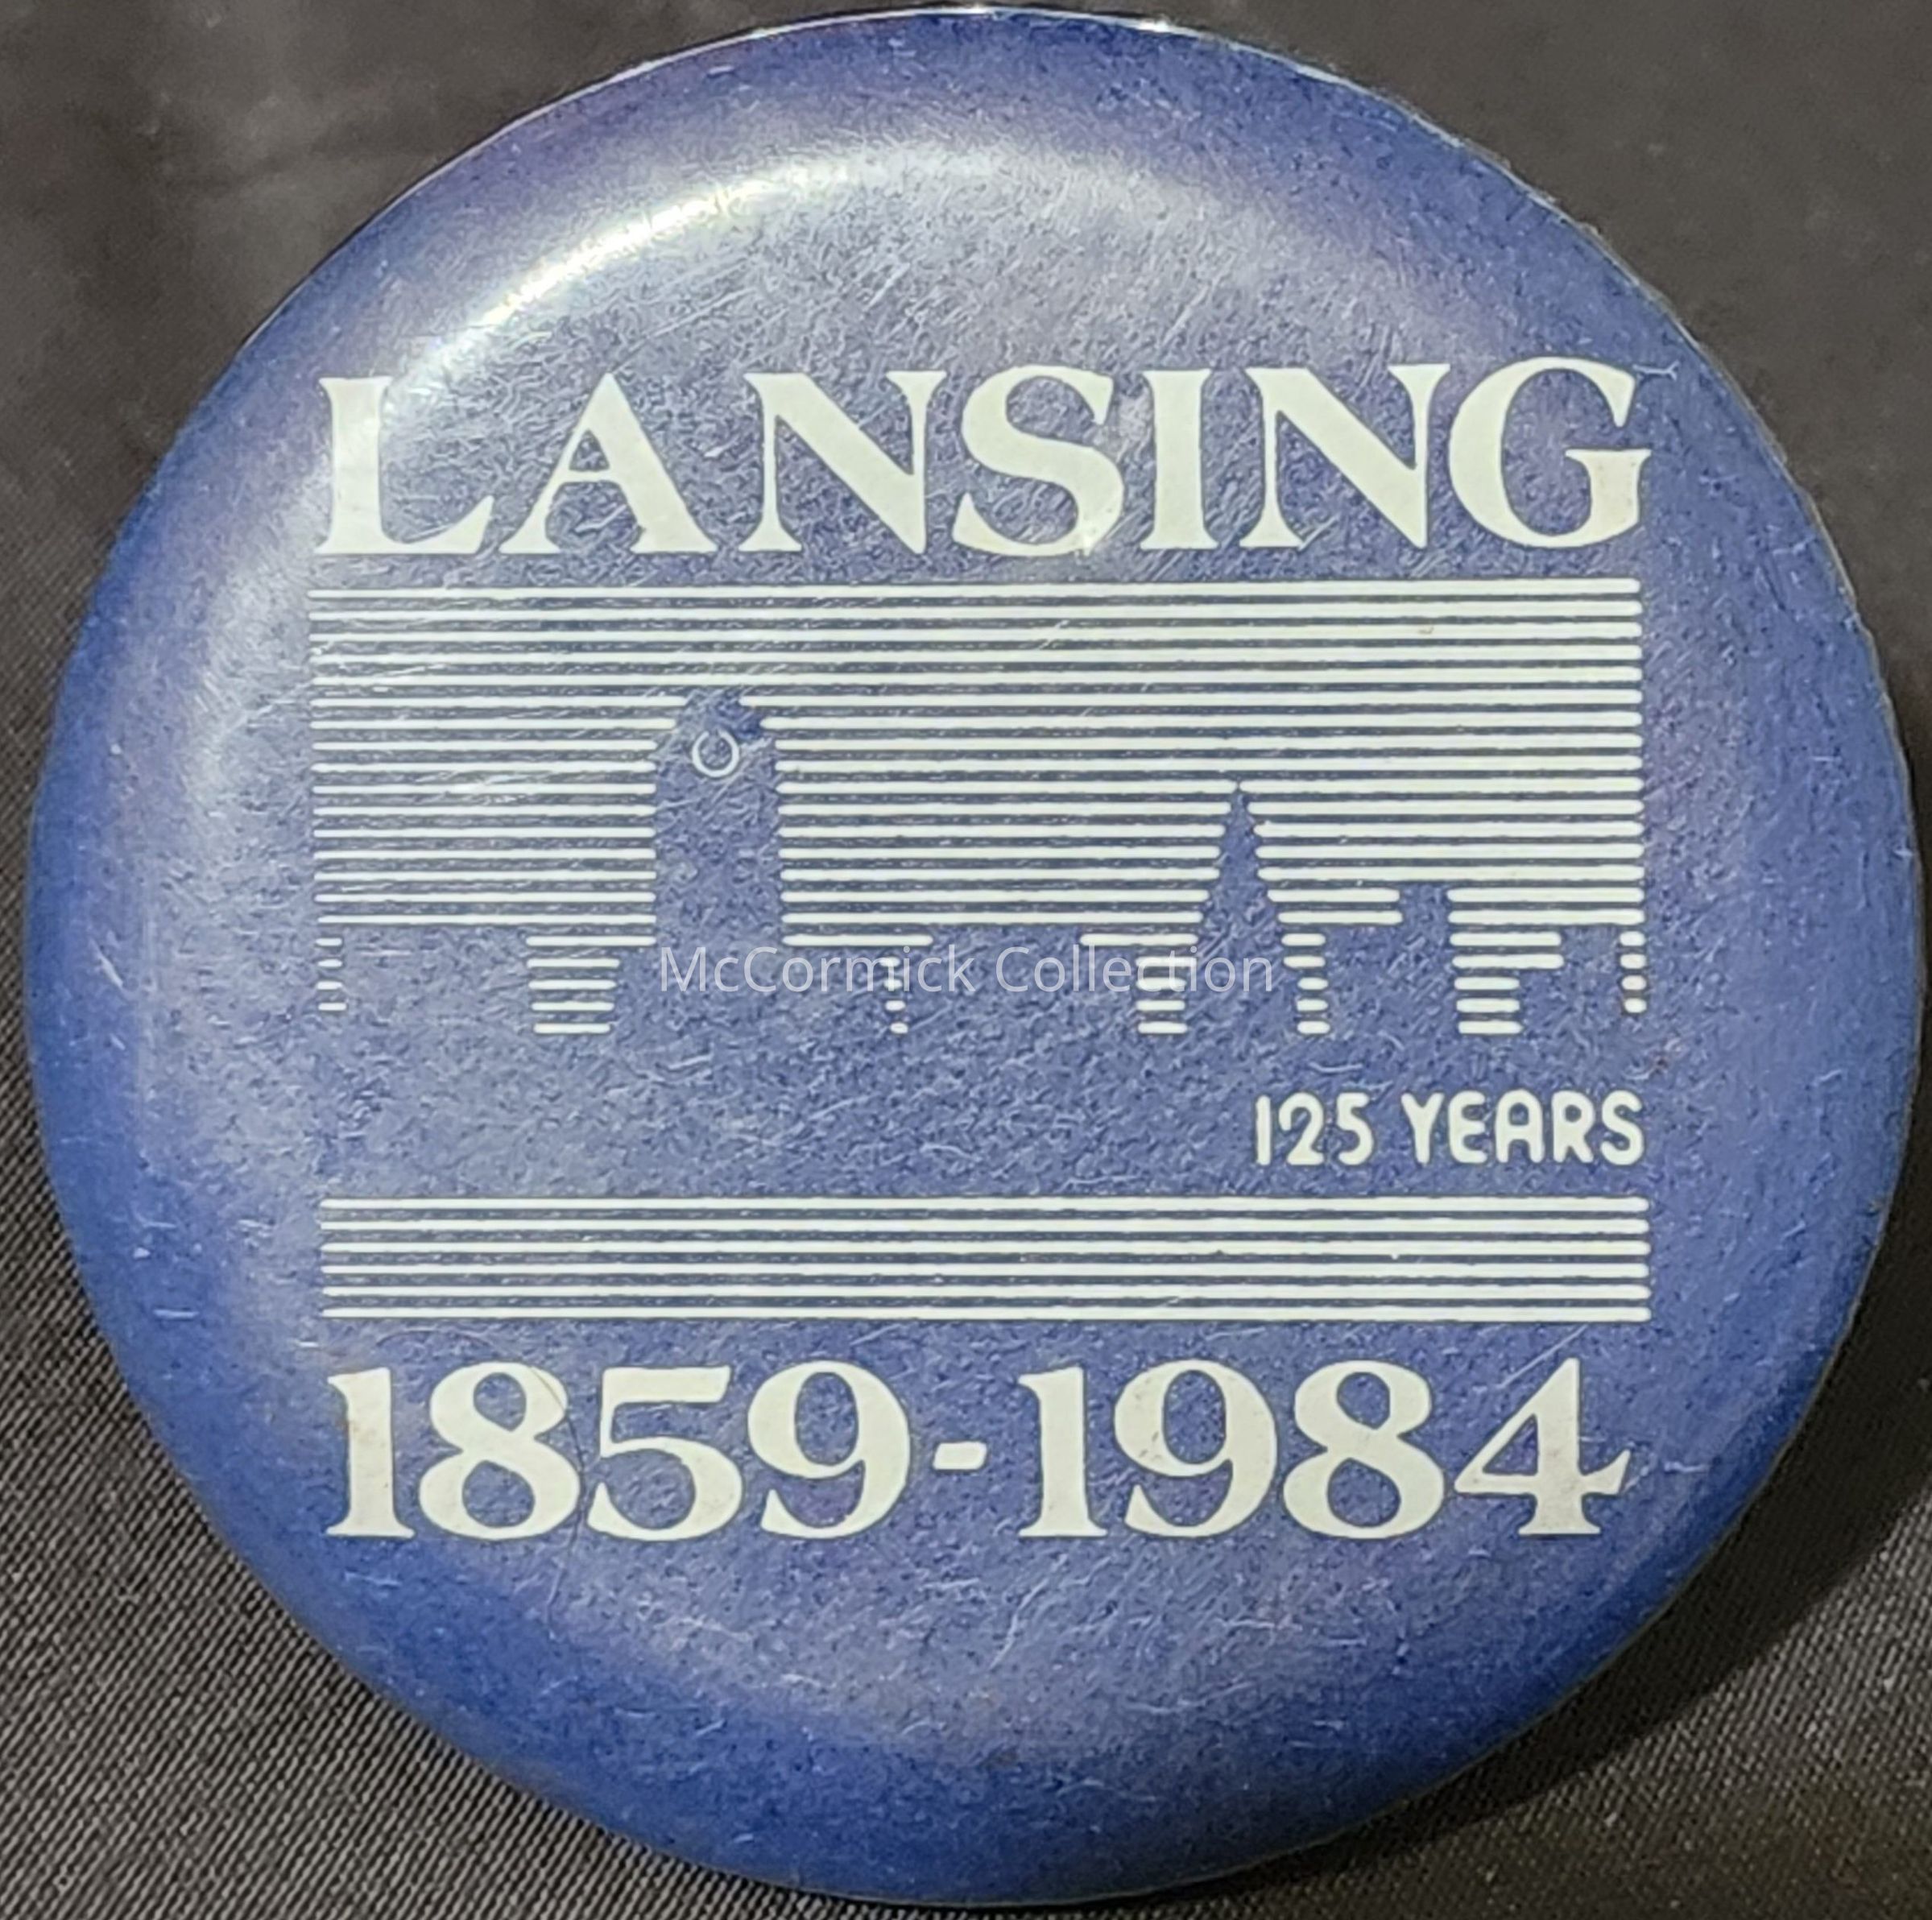 LANSING
McCormick Collection
125 YEARS
1859-1984